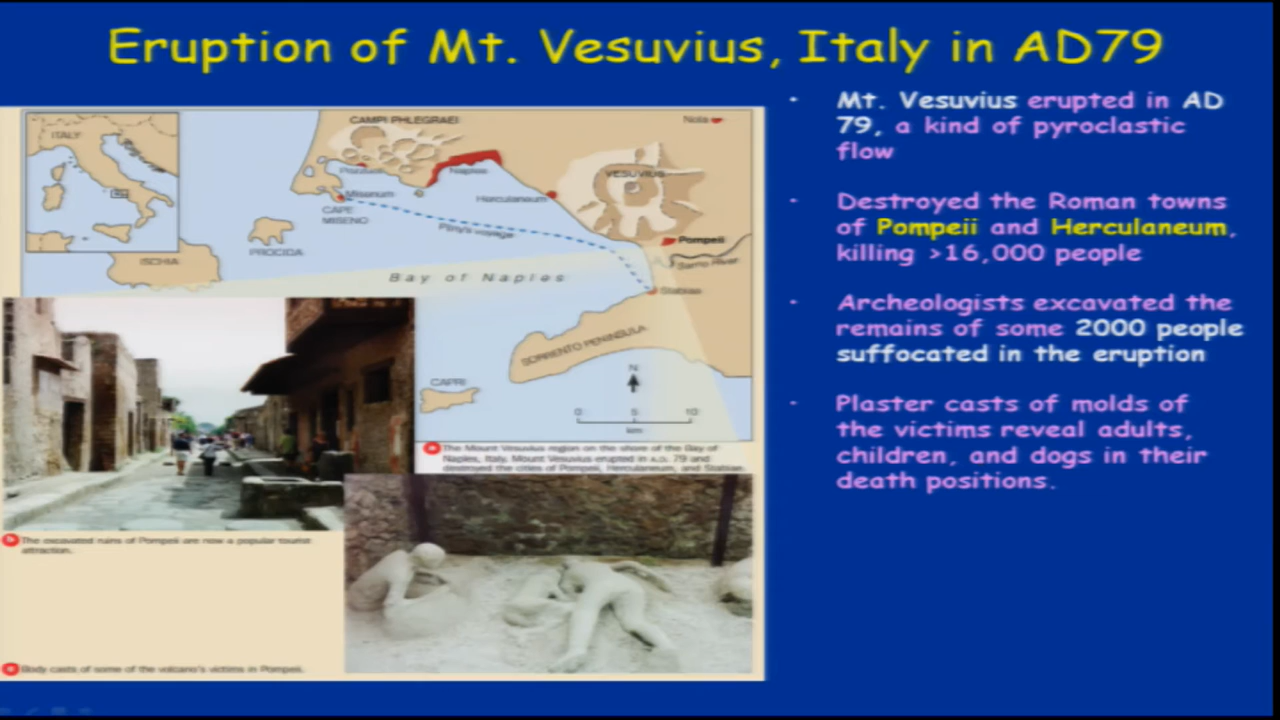 Eruption of Mt. Vesuvius, Italy in AD79
• Mt. Vesuvius erupted in AD
79, a kind of pyroclastic
flow
• Destroyed the Roman towns
of Pompeii and Herculaneum,
killing >16,000 people
• Archeologists excavated the
remains of some 2000 people
suffocated in the eruption
• Plaster casts of molds of
the victims reveal adults,
children, and dogs in their
death positions.
CAMPI PHLEGRAEI
Nola
ITALY
Pozzuoli
Naples
VESUVIUS
Misenum
Herculaneum
CAPE
MISENO
Pliny's voyage
Pompeii
PROCIDA
Sarno River
ISCHIA
Bay of Naples
Stabiae
SORRENTO PENINSULA
N
CAPRI
0 5 10
km
The Mount Vesuvius region on the shore of the Bay of
Naples, Italy. Mount Vesuvius erupted in A.D. 79 and
destroyed the cities of Pompeii, Herculaneum, and Stabiae.
The excavated ruins of Pompeii are now a popular tourist
attraction.
Body casts of some of the volcano's victims in Pompeii.